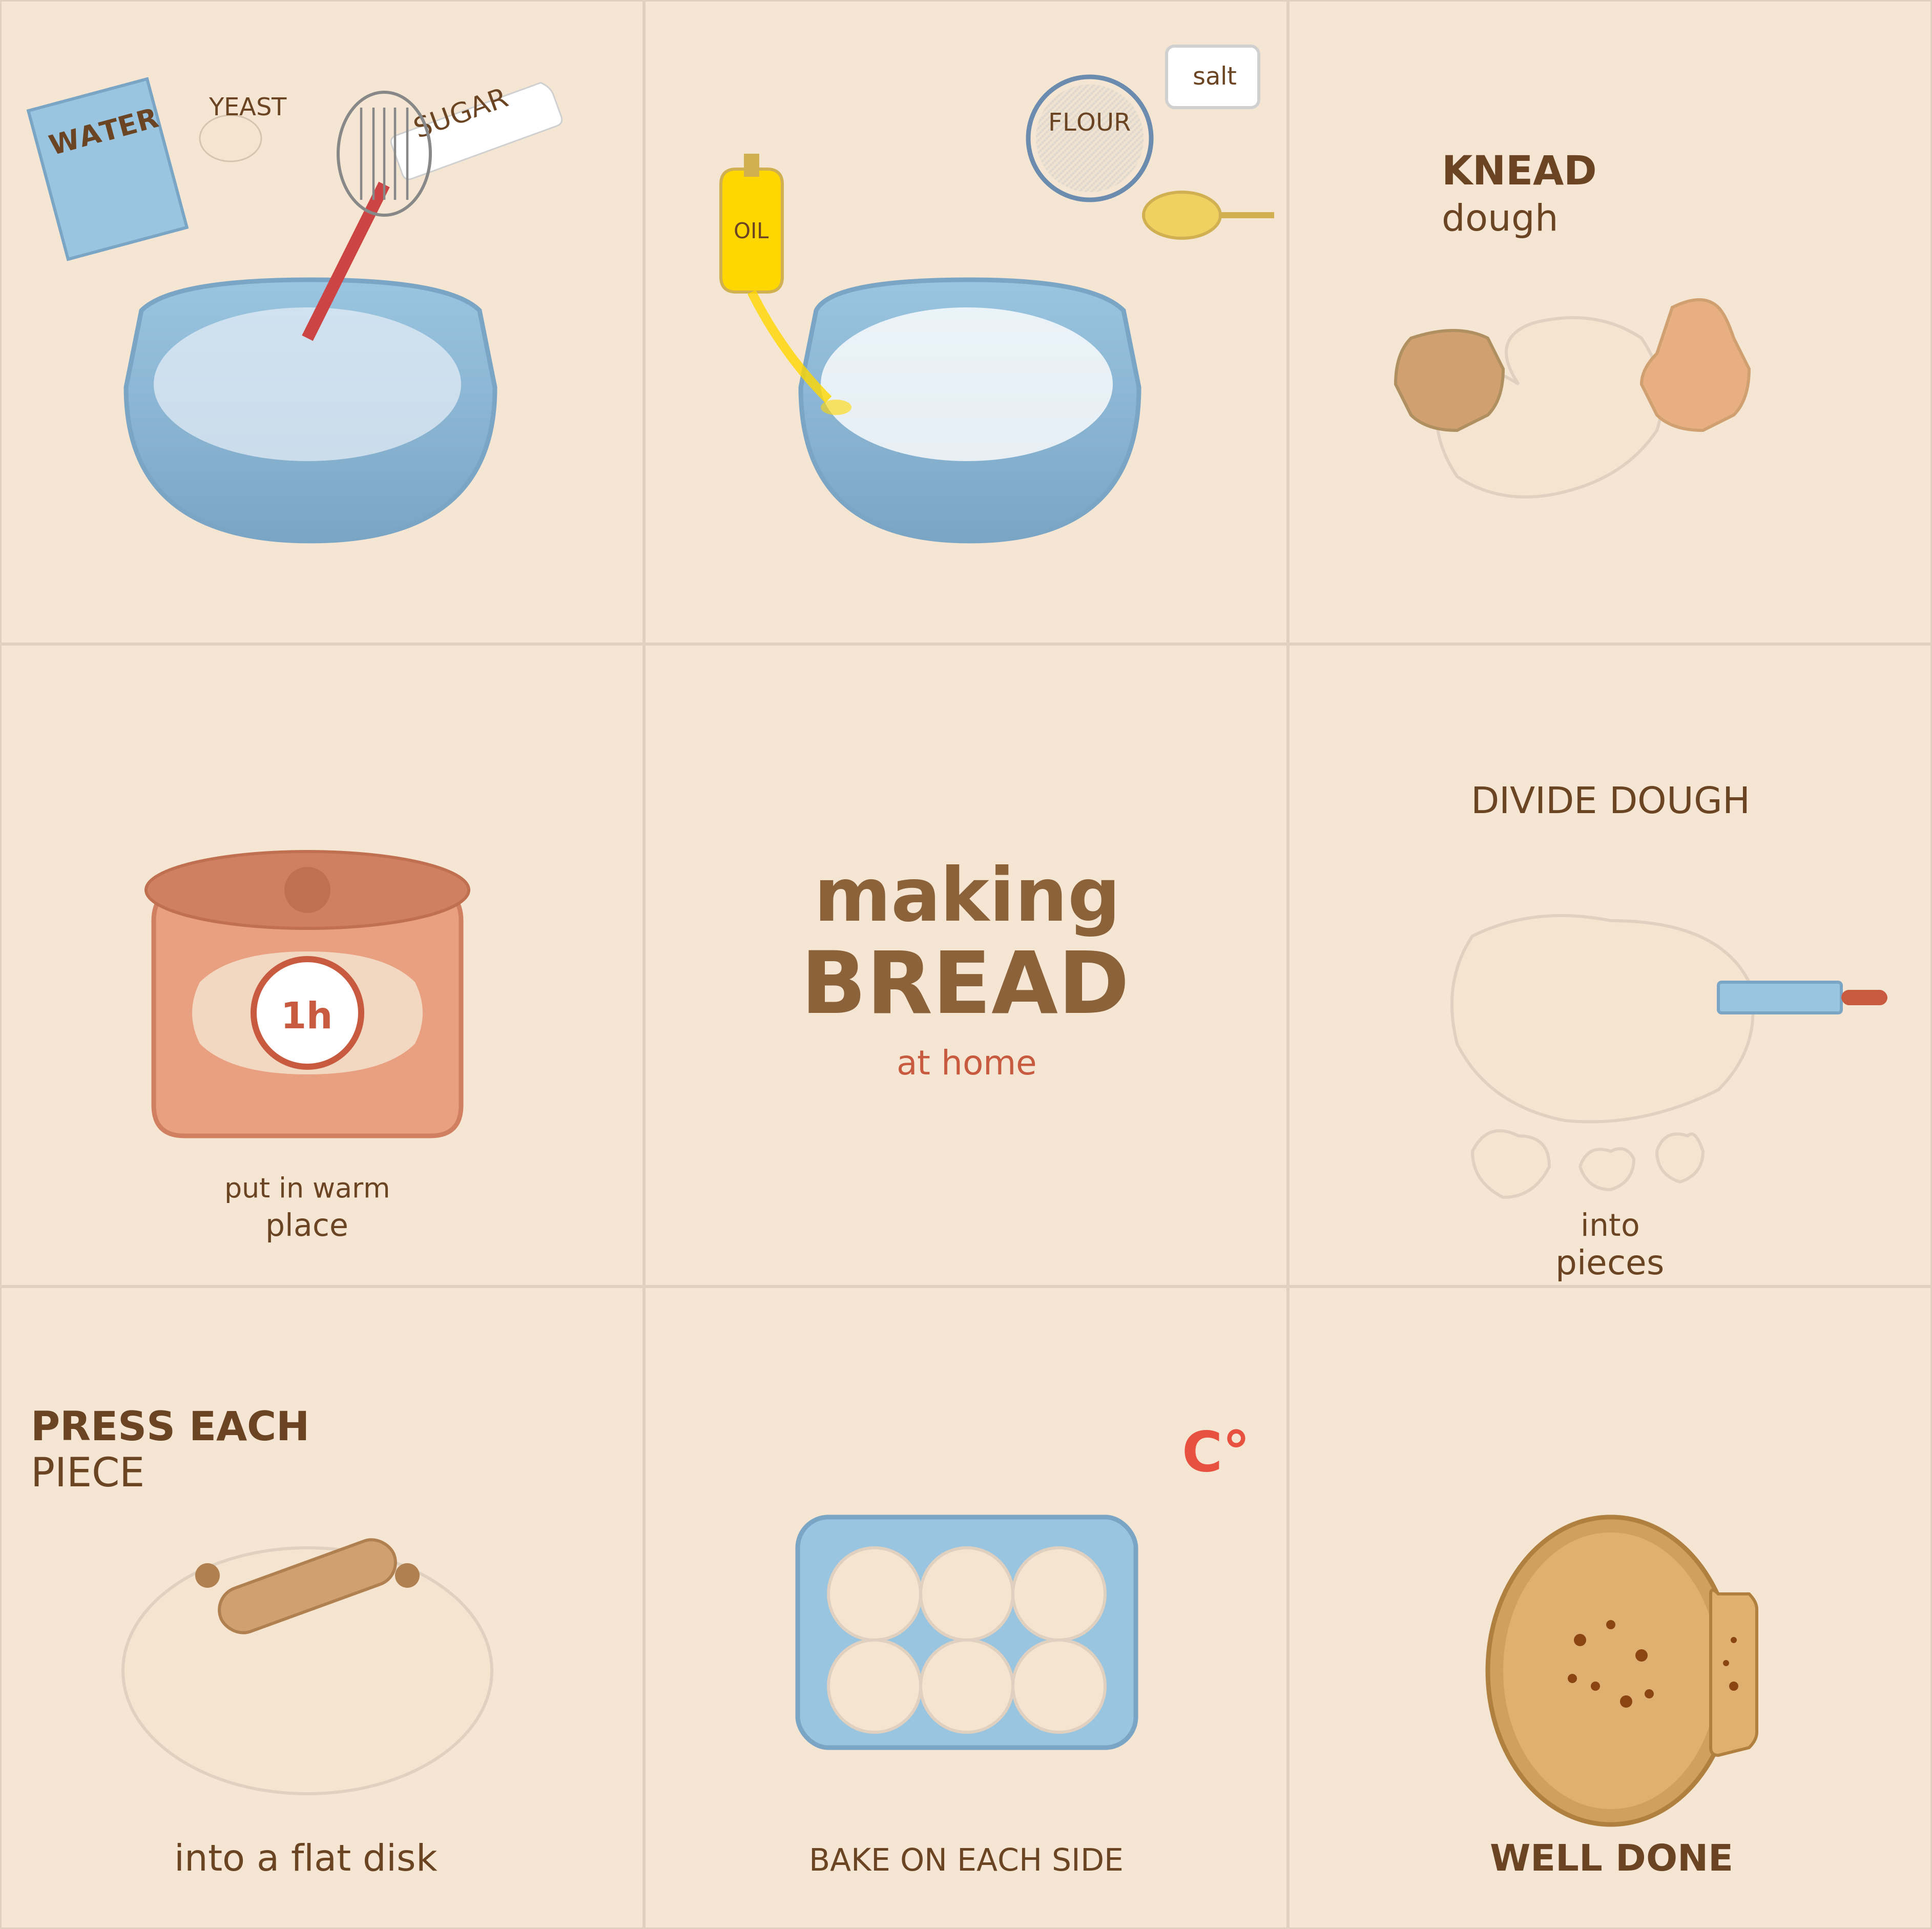 WATER
YEAST
SUGAR
OIL
FLOUR
salt
KNEAD
dough
1h
put in warm
place
making
BREAD
at home
DIVIDE DOUGH
into
pieces
PRESS EACH
PIECE
into a flat disk
C°
BAKE ON EACH SIDE
WELL DONE